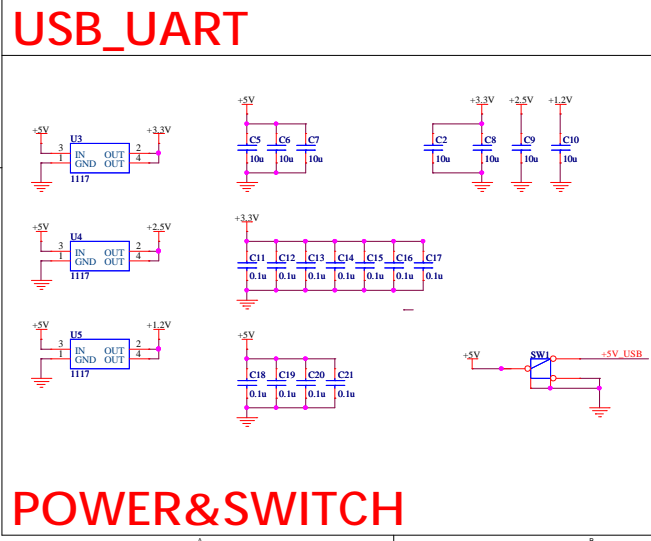 USB_UART
+5V +3.3V +2.5V +1.2V
+5V U3 +3.3V
3 IN OUT 2
1 GND OUT 4
1117
C5 C6 C7 C2 C8 C9 C10
10u 10u 10u 10u 10u 10u 10u
+3.3V
+5V U4 +2.5V
3 IN OUT 2
1 GND OUT 4
1117
C11 C12 C13 C14 C15 C16 C17
0.1u 0.1u 0.1u 0.1u 0.1u 0.1u 0.1u
+5V U5 +1.2V
3 IN OUT 2
1 GND OUT 4
1117
+5V
C18 C19 C20 C21
0.1u 0.1u 0.1u 0.1u
+5V SW1 +5V_USB
POWER&SWITCH